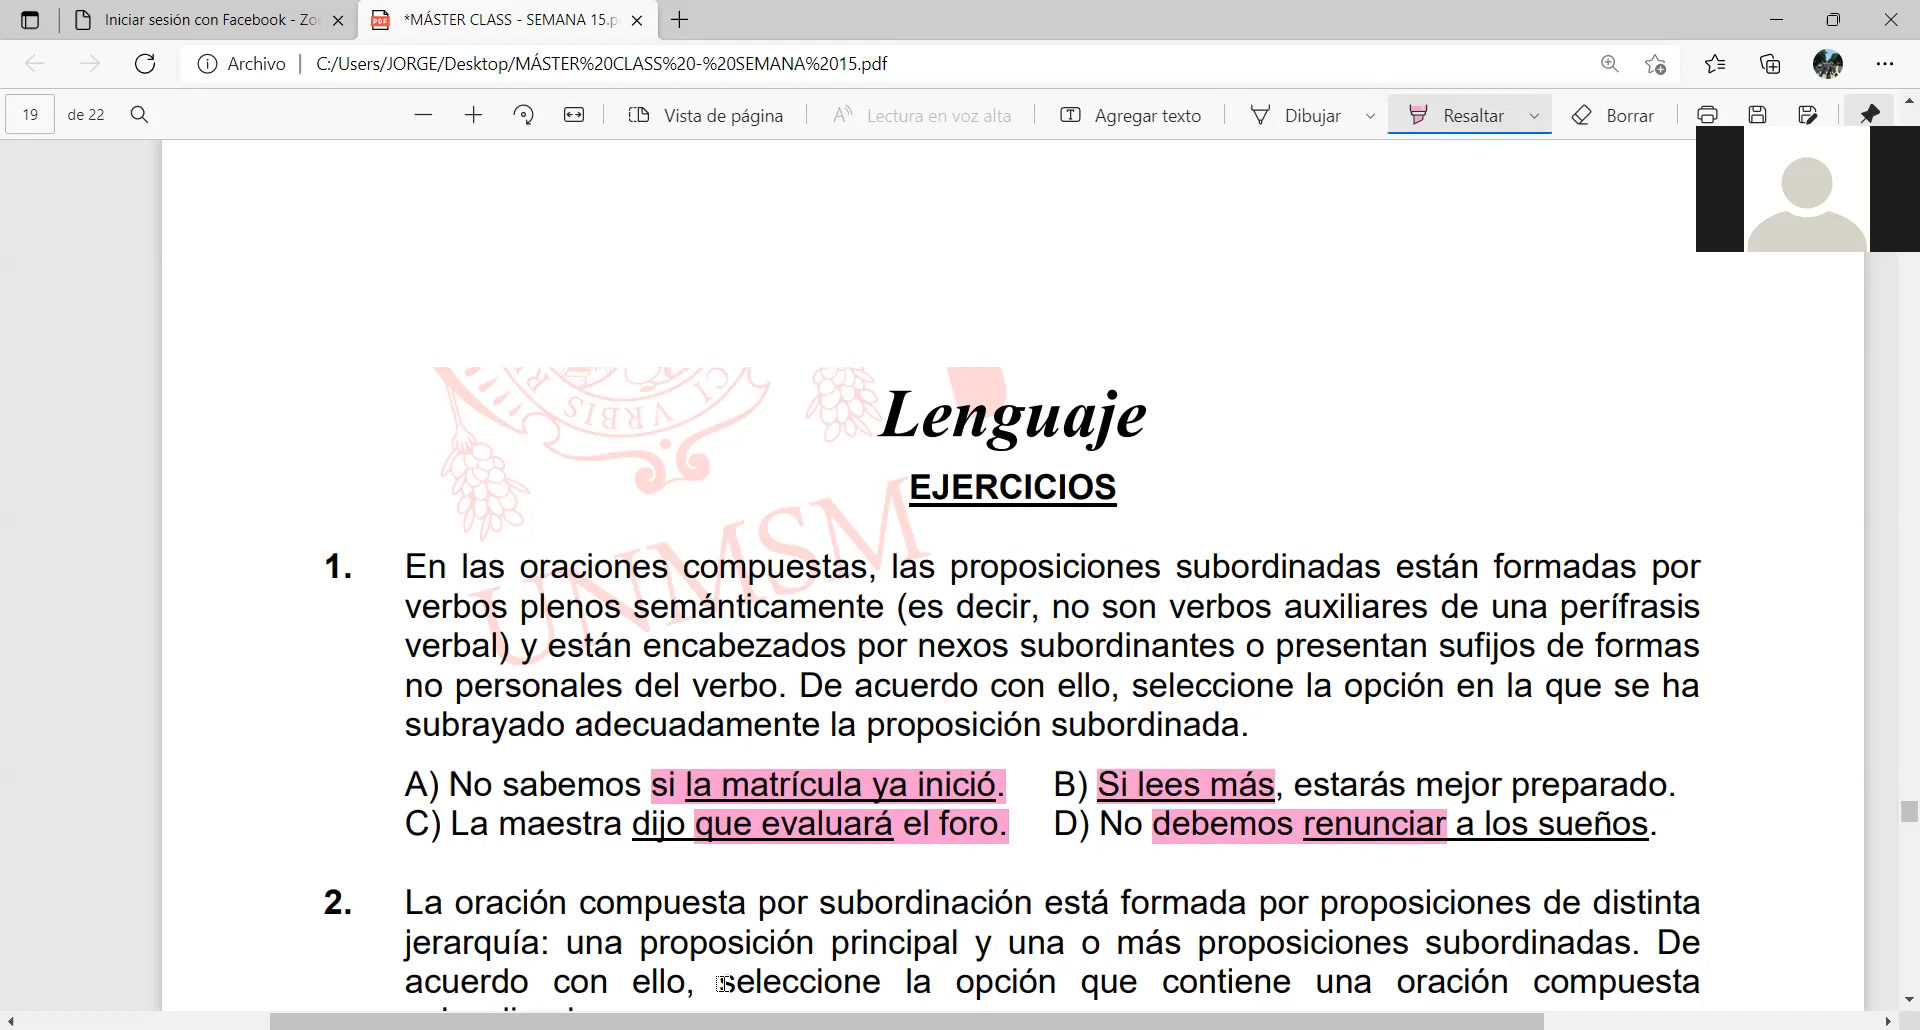 Iniciar sesión con Facebook - Zo
*MÁSTER CLASS - SEMANA 15.p
Archivo
C:/Users/JORGE/Desktop/MÁSTER%20CLASS%20-%20SEMANA%2015.pdf
19 de 22
Vista de página
Lectura en voz alta
Agregar texto
Dibujar
Resaltar
Borrar
VRBIS
UNMSM
Lenguaje
EJERCICIOS
1. En las oraciones compuestas, las proposiciones subordinadas están formadas por
verbos plenos semánticamente (es decir, no son verbos auxiliares de una perífrasis
verbal) y están encabezados por nexos subordinantes o presentan sufijos de formas
no personales del verbo. De acuerdo con ello, seleccione la opción en la que se ha
subrayado adecuadamente la proposición subordinada.
A) No sabemos si la matrícula ya inició. B) Si lees más, estarás mejor preparado.
C) La maestra dijo que evaluará el foro. D) No debemos renunciar a los sueños.
2. La oración compuesta por subordinación está formada por proposiciones de distinta
jerarquía: una proposición principal y una o más proposiciones subordinadas. De
acuerdo con ello, seleccione la opción que contiene una oración compuesta